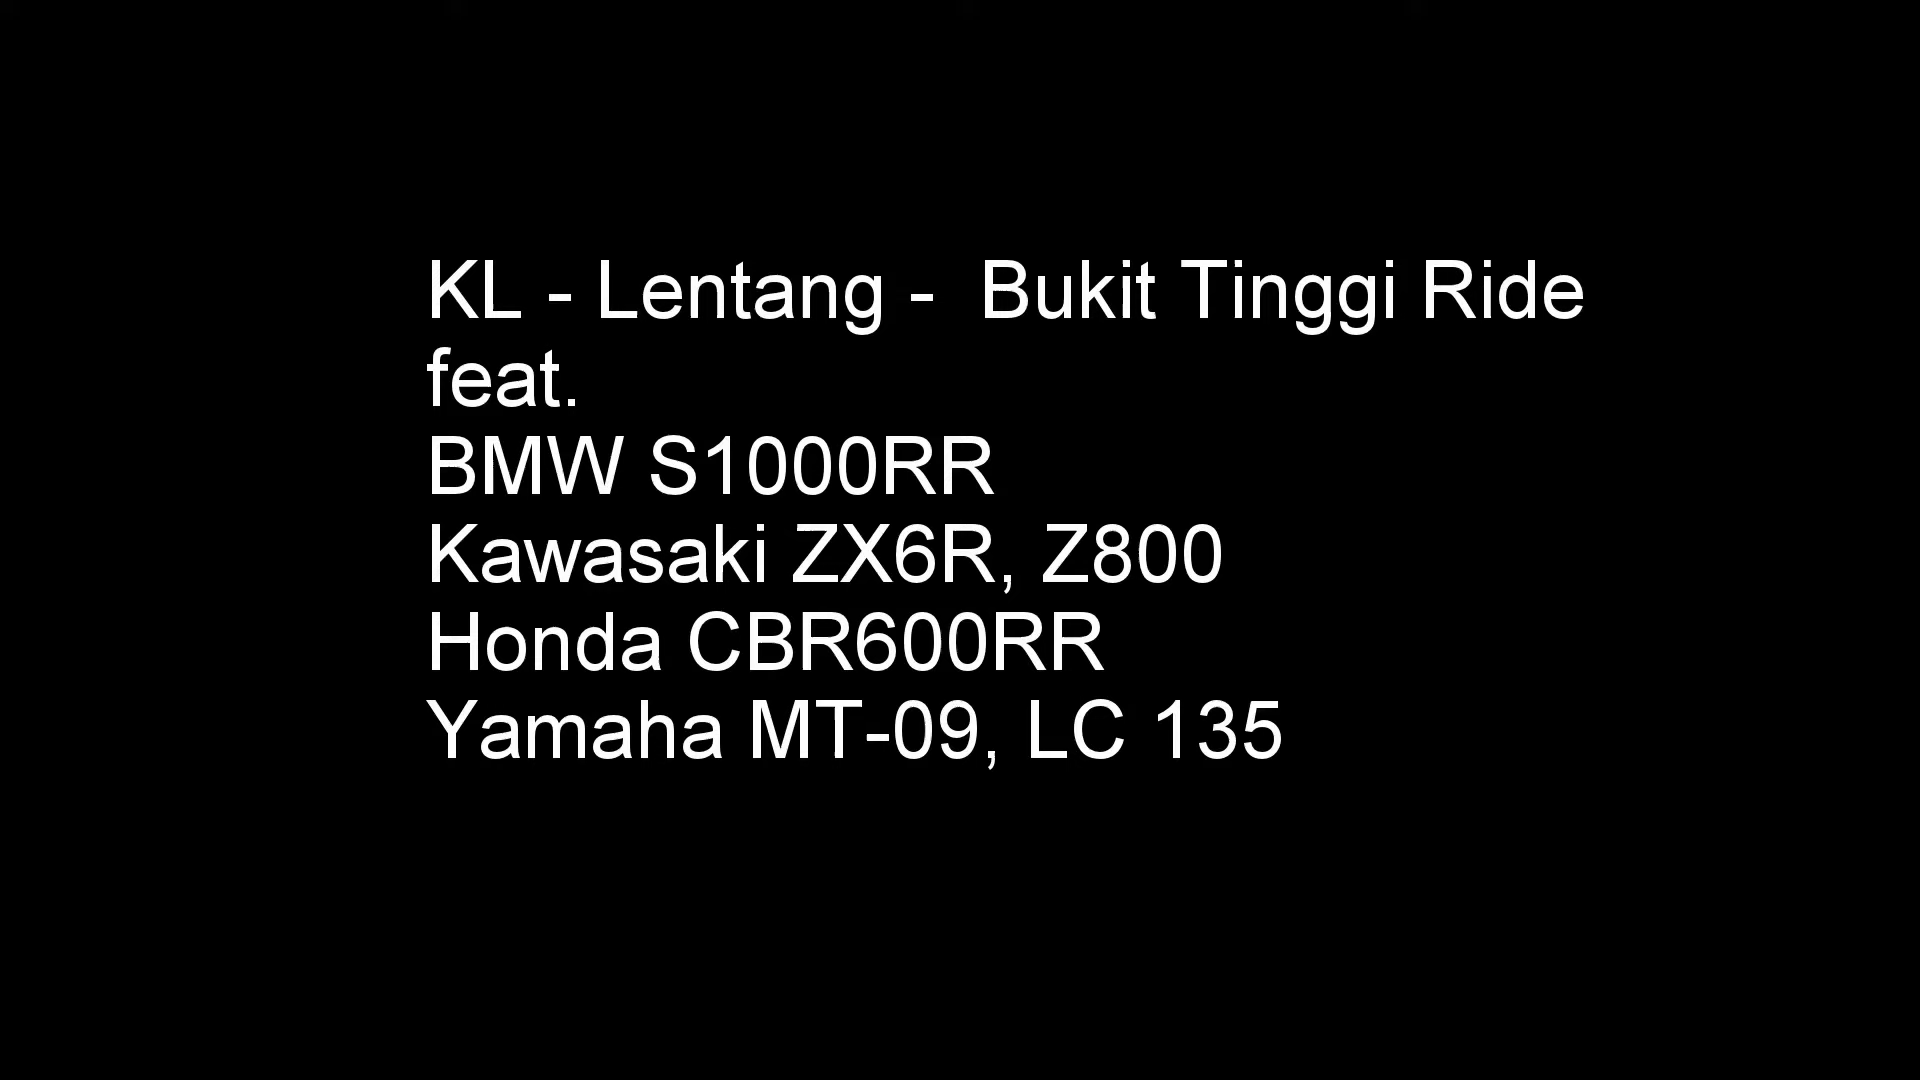 KL - Lentang -  Bukit Tinggi Ride
feat.
BMW S1000RR
Kawasaki ZX6R, Z800
Honda CBR600RR
Yamaha MT-09, LC 135